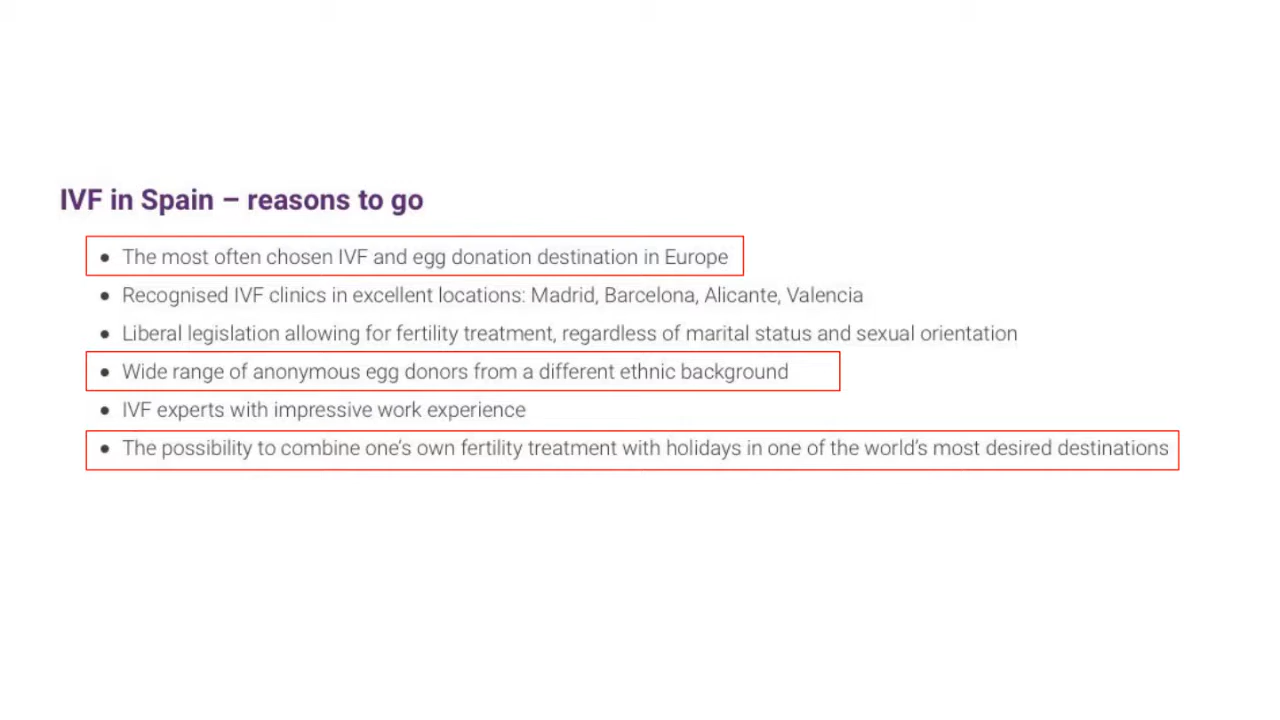 IVF in Spain – reasons to go
● The most often chosen IVF and egg donation destination in Europe
● Recognised IVF clinics in excellent locations: Madrid, Barcelona, Alicante, Valencia
● Liberal legislation allowing for fertility treatment, regardless of marital status and sexual orientation
● Wide range of anonymous egg donors from a different ethnic background
● IVF experts with impressive work experience
● The possibility to combine one’s own fertility treatment with holidays in one of the world’s most desired destinations